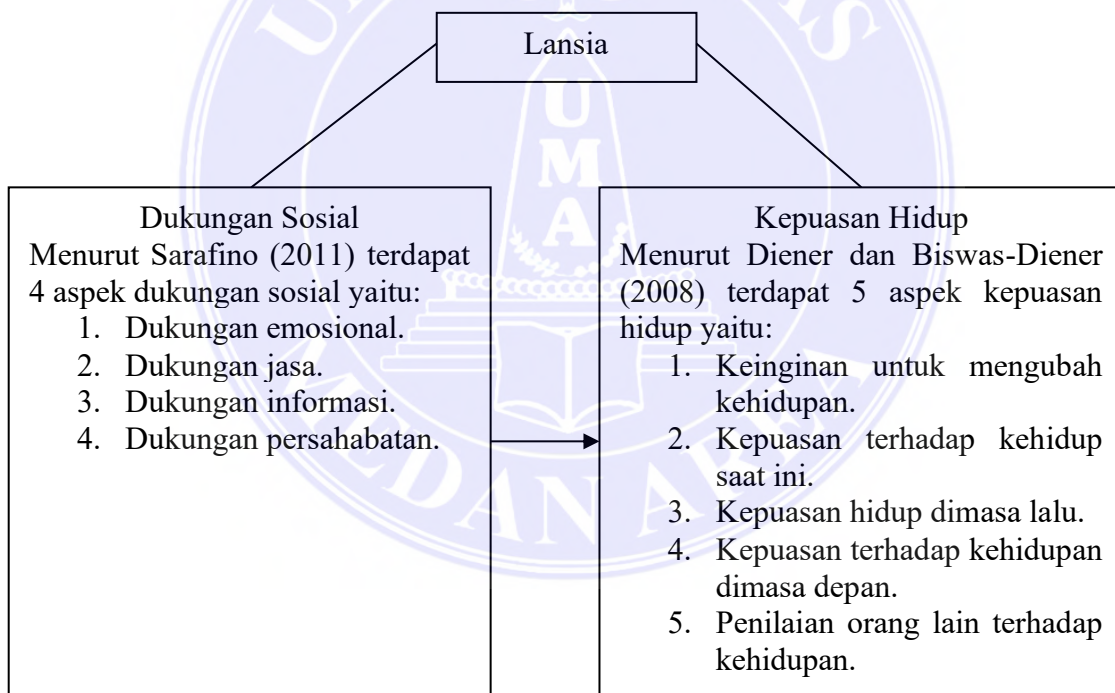 Lansia
Dukungan Sosial
Menurut Sarafino (2011) terdapat
4 aspek dukungan sosial yaitu:
1. Dukungan emosional.
2. Dukungan jasa.
3. Dukungan informasi.
4. Dukungan persahabatan.
Kepuasan Hidup
Menurut Diener dan Biswas-Diener
(2008) terdapat 5 aspek kepuasan
hidup yaitu:
1. Keinginan untuk mengubah
kehidupan.
2. Kepuasan terhadap kehidup
saat ini.
3. Kepuasan hidup dimasa lalu.
4. Kepuasan terhadap kehidupan
dimasa depan.
5. Penilaian orang lain terhadap
kehidupan.
UMA
MEDAN AREA